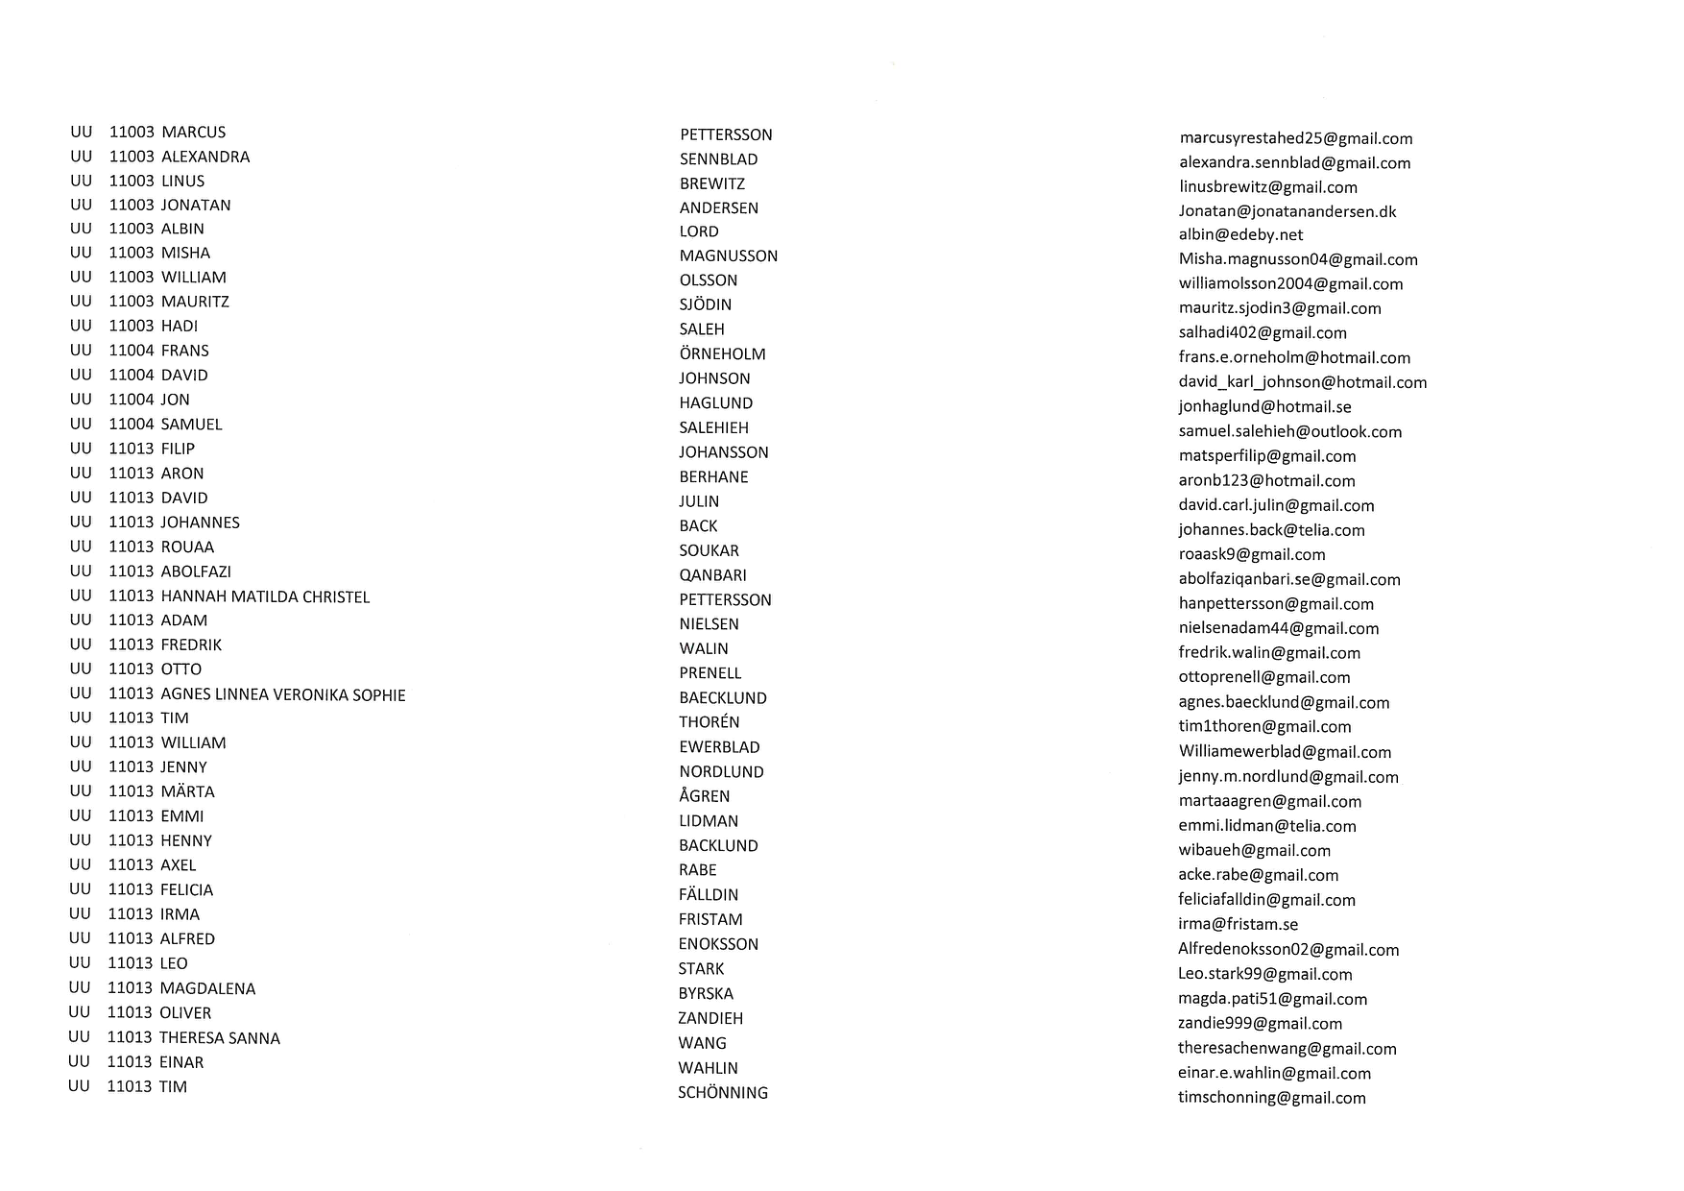 UU 11003 MARCUS PETTERSSON marcusyrestahed25@gmail.com
UU 11003 ALEXANDRA SENNBLAD alexandra.sennblad@gmail.com
UU 11003 LINUS BREWITZ linusbrewitz@gmail.com
UU 11003 JONATAN ANDERSEN Jonatan@jonatanandersen.dk
UU 11003 ALBIN LORD albin@edeby.net
UU 11003 MISHA MAGNUSSON Misha.magnusson04@gmail.com
UU 11003 WILLIAM OLSSON williamolsson2004@gmail.com
UU 11003 MAURITZ SJÖDIN mauritz.sjodin3@gmail.com
UU 11003 HADI SALEH salhadi402@gmail.com
UU 11004 FRANS ÖRNEHOLM frans.e.orneholm@hotmail.com
UU 11004 DAVID JOHNSON david_karl_johnson@hotmail.com
UU 11004 JON HAGLUND jonhaglund@hotmail.se
UU 11004 SAMUEL SALEHIEH samuel.salehieh@outlook.com
UU 11013 FILIP JOHANSSON matsperfilip@gmail.com
UU 11013 ARON BERHANE aronb123@hotmail.com
UU 11013 DAVID JULIN david.carl.julin@gmail.com
UU 11013 JOHANNES BACK johannes.back@telia.com
UU 11013 ROUAA SOUKAR roaask9@gmail.com
UU 11013 ABOLFAZI QANBARI abolfaziqanbari.se@gmail.com
UU 11013 HANNAH MATILDA CHRISTEL PETTERSSON hanpettersson@gmail.com
UU 11013 ADAM NIELSEN nielsenadam44@gmail.com
UU 11013 FREDRIK WALIN fredrik.walin@gmail.com
UU 11013 OTTO PRENELL ottoprenell@gmail.com
UU 11013 AGNES LINNEA VERONIKA SOPHIE BAECKLUND agnes.baecklund@gmail.com
UU 11013 TIM THORÉN tim1thoren@gmail.com
UU 11013 WILLIAM EWERBLAD Williamewerblad@gmail.com
UU 11013 JENNY NORDLUND jenny.m.nordlund@gmail.com
UU 11013 MÄRTA ÅGREN martaaagren@gmail.com
UU 11013 EMMI LIDMAN emmi.lidman@telia.com
UU 11013 HENNY BACKLUND wibaueh@gmail.com
UU 11013 AXEL RABE acke.rabe@gmail.com
UU 11013 FELICIA FÄLLDIN feliciafalldin@gmail.com
UU 11013 IRMA FRISTAM irma@fristam.se
UU 11013 ALFRED ENOKSSON Alfredenoksson02@gmail.com
UU 11013 LEO STARK Leo.stark99@gmail.com
UU 11013 MAGDALENA BYRSKA magda.pati51@gmail.com
UU 11013 OLIVER ZANDIEH zandie999@gmail.com
UU 11013 THERESA SANNA WANG theresachenwang@gmail.com
UU 11013 EINAR WAHLIN einar.e.wahlin@gmail.com
UU 11013 TIM SCHÖNNING timschonning@gmail.com